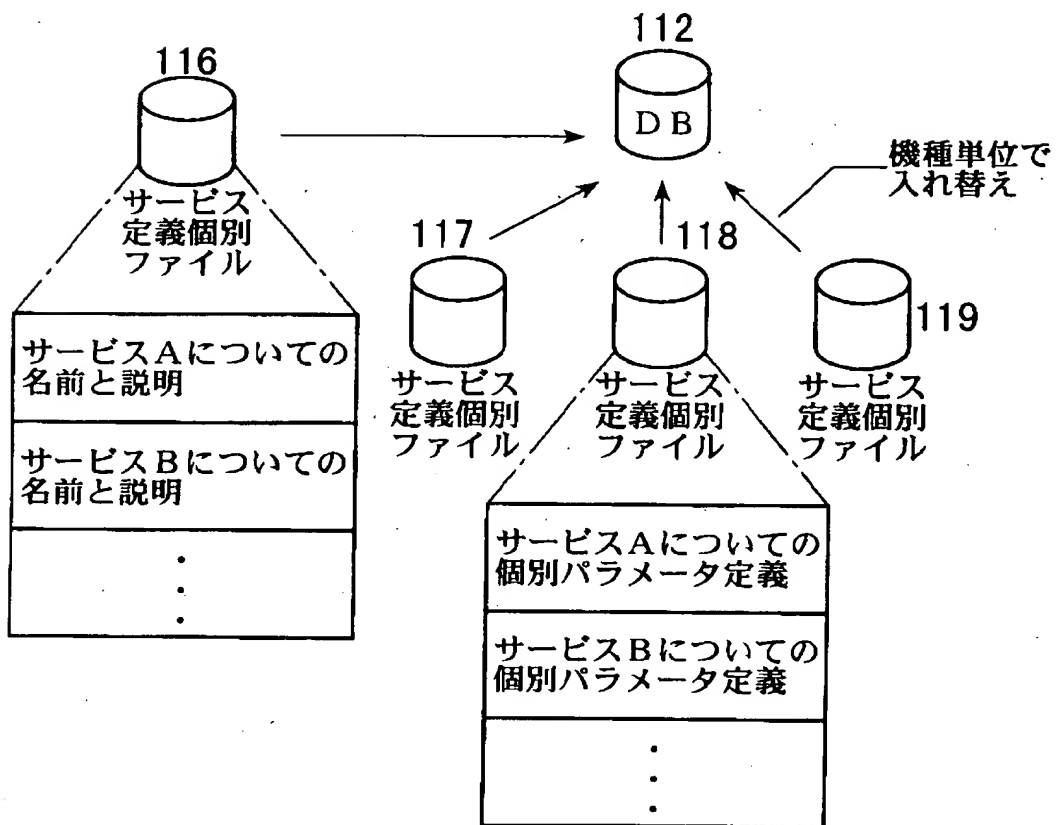 112
DB
116
サービス
定義個別
ファイル
機種単位で
入れ替え
117
サービス
定義個別
ファイル
118
サービス
定義個別
ファイル
119
サービス
定義個別
ファイル
サービスAについての
名前と説明
サービスBについての
名前と説明
・
・
・
サービスAについての
個別パラメータ定義
サービスBについての
個別パラメータ定義
・
・
・